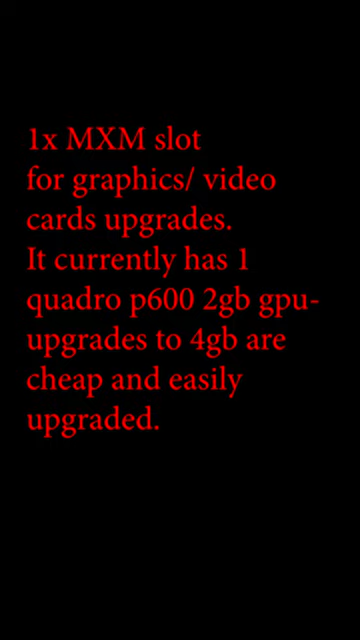 1x MXM slot
for graphics/ video
cards upgrades.
It currently has 1
quadro p600 2gb gpu-
upgrades to 4gb are
cheap and easily
upgraded.